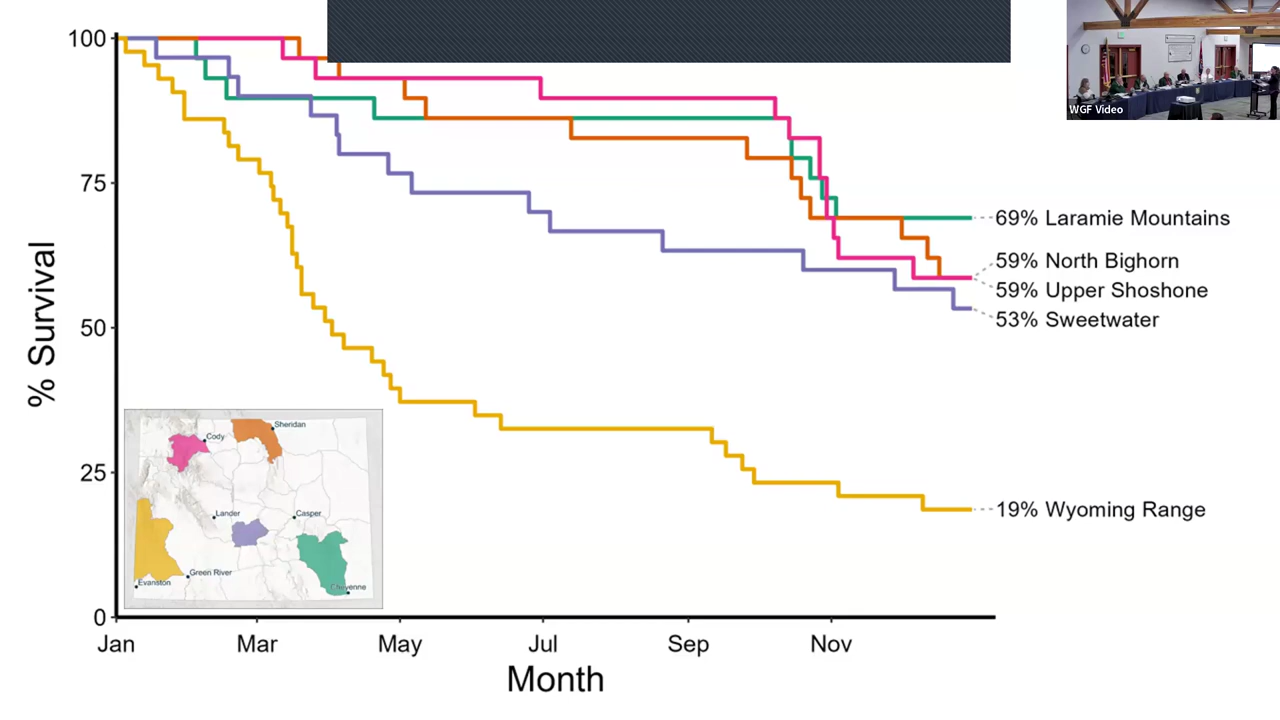 WGF Video
100
75
50
25
0
% Survival
69% Laramie Mountains
59% North Bighorn
59% Upper Shoshone
53% Sweetwater
19% Wyoming Range
Sheridan
Cody
Lander
Casper
Green River
Evanston
Cheyenne
Jan Mar May Jul Sep Nov
Month